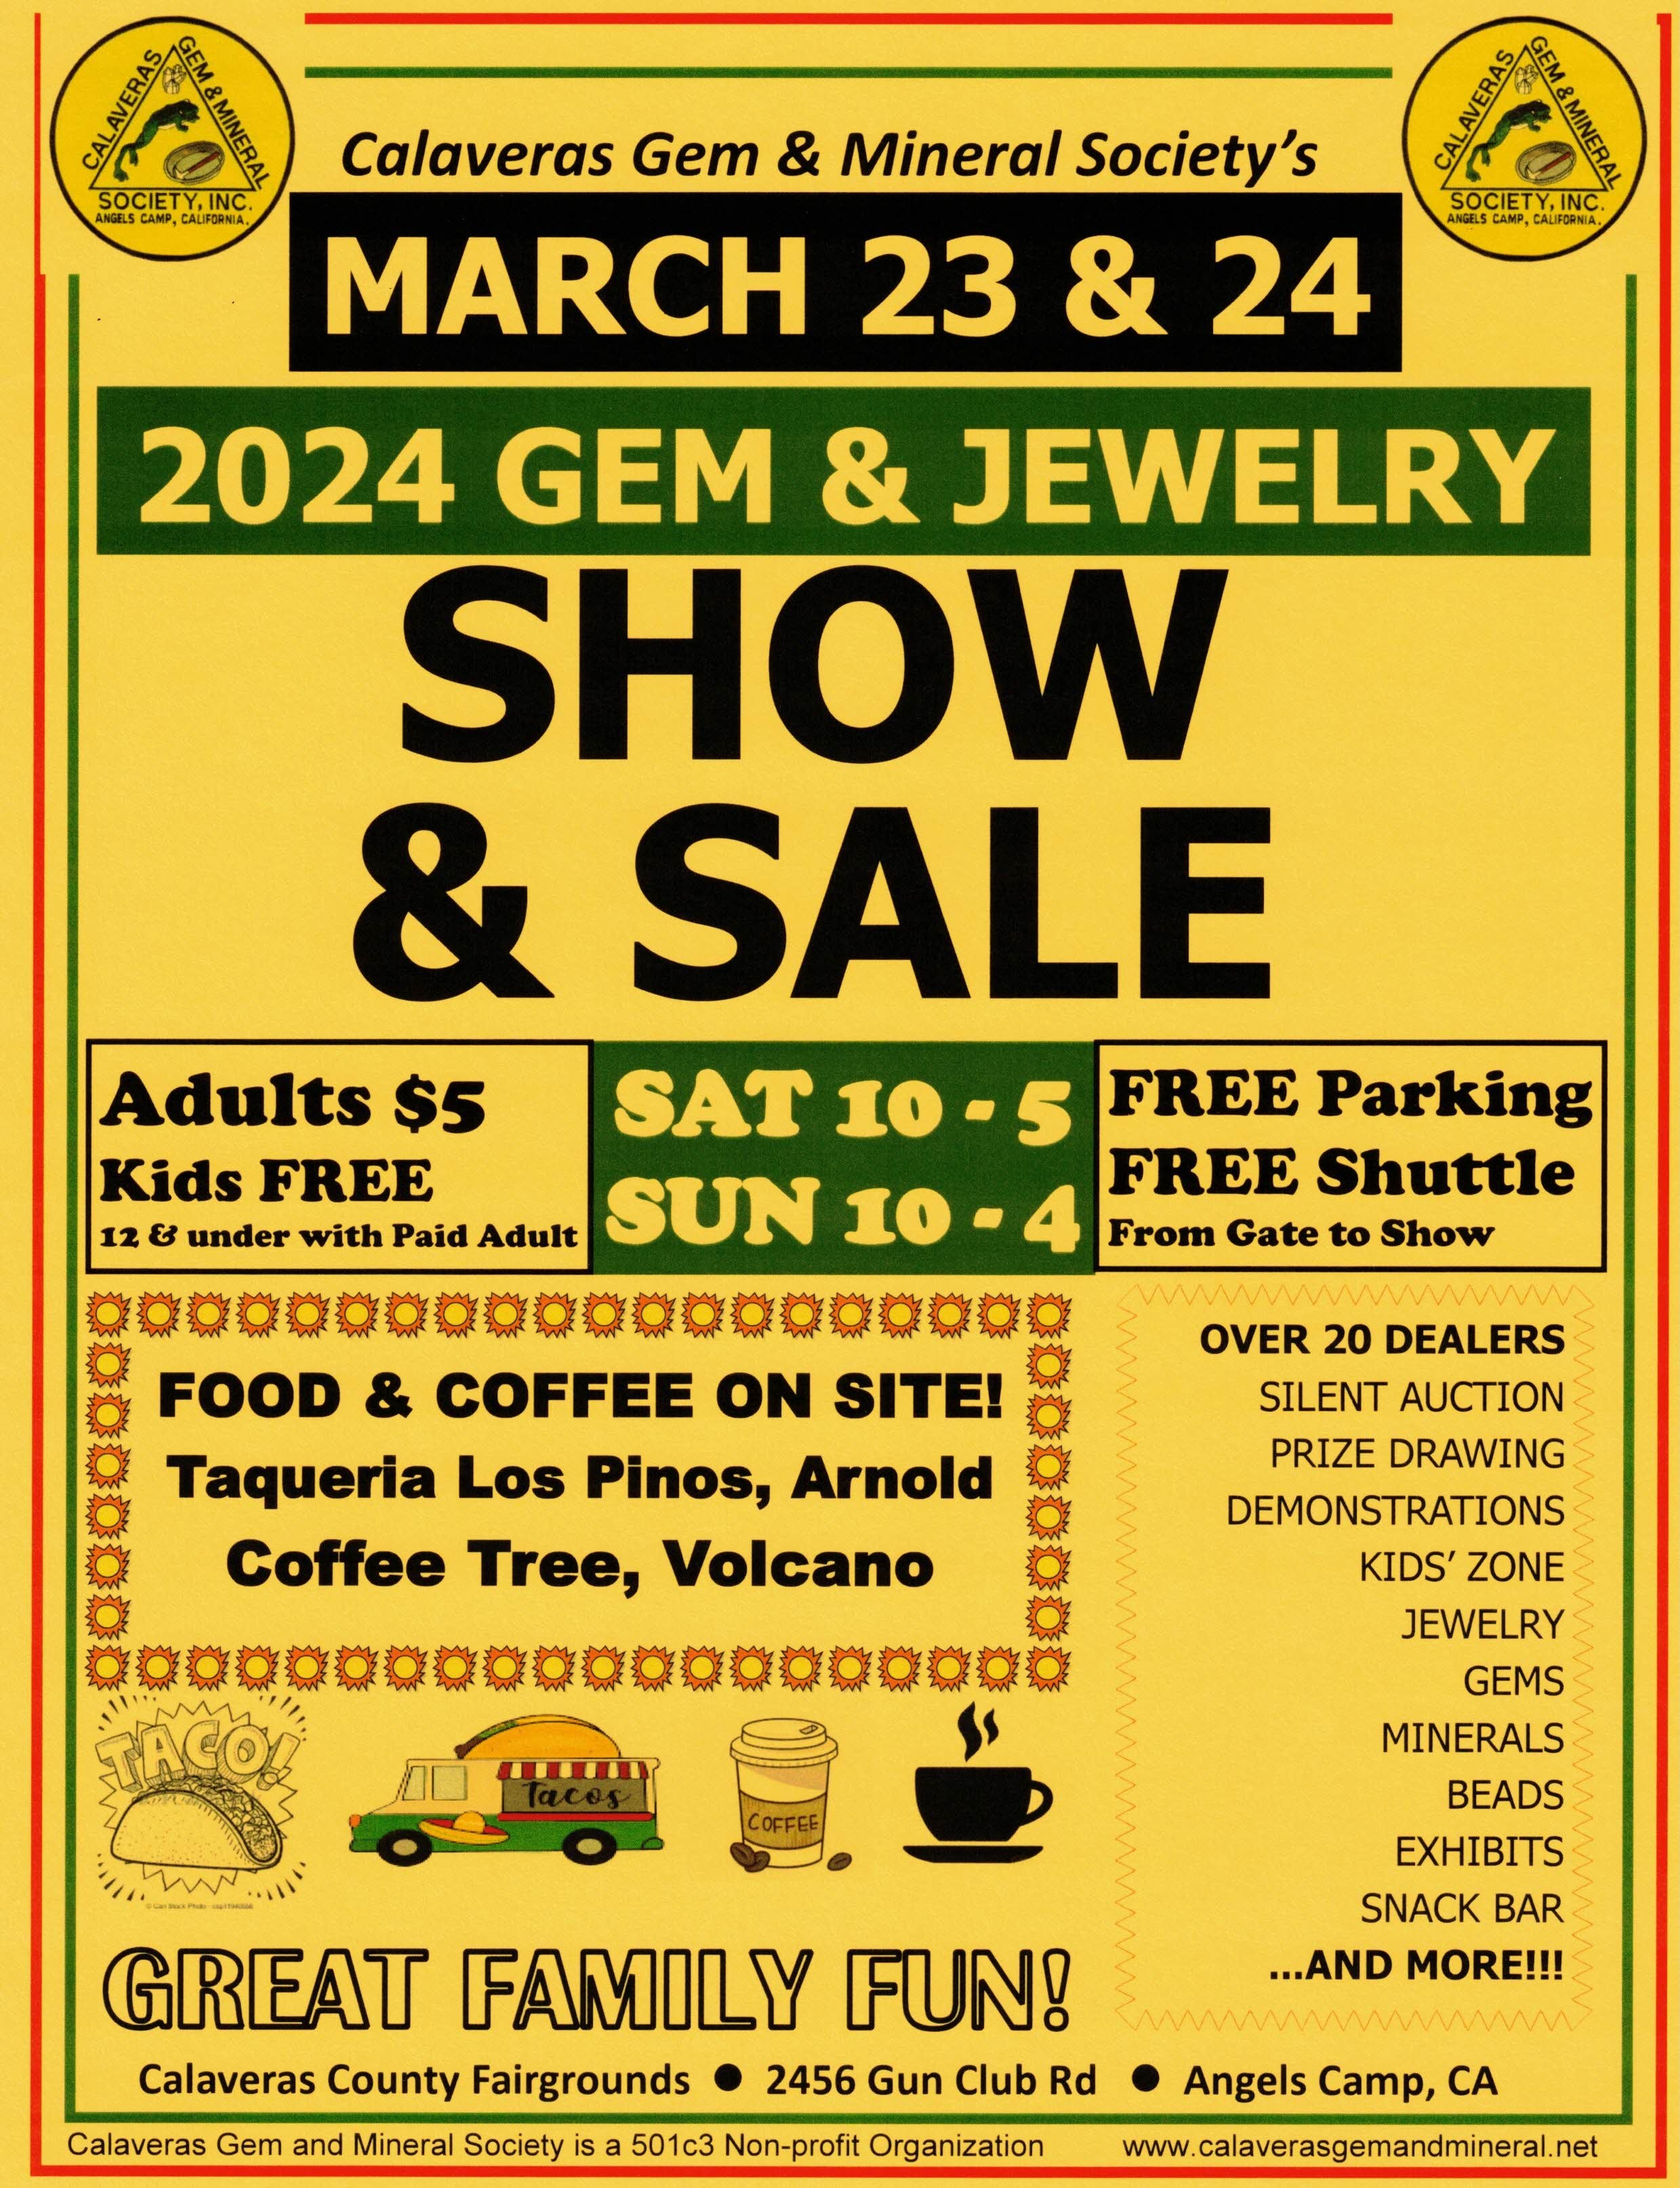 CALAVERAS GEM & MINERAL
SOCIETY, INC.
ANGELS CAMP, CALIFORNIA.
CALAVERAS GEM & MINERAL
SOCIETY, INC.
ANGELS CAMP, CALIFORNIA.
Calaveras Gem & Mineral Society’s
MARCH 23 & 24
2024 GEM & JEWELRY
SHOW
& SALE
Adults $5
Kids FREE
12 & under with Paid Adult
SAT 10 - 5
SUN 10 - 4
FREE Parking
FREE Shuttle
From Gate to Show
FOOD & COFFEE ON SITE!
Taqueria Los Pinos, Arnold
Coffee Tree, Volcano
TACO!
Tacos
COFFEE
OVER 20 DEALERS
SILENT AUCTION
PRIZE DRAWING
DEMONSTRATIONS
KIDS’ ZONE
JEWELRY
GEMS
MINERALS
BEADS
EXHIBITS
SNACK BAR
...AND MORE!!!
GREAT FAMILY FUN!
Calaveras County Fairgrounds ● 2456 Gun Club Rd ● Angels Camp, CA
Calaveras Gem and Mineral Society is a 501c3 Non-profit Organization
www.calaverasgemandmineral.net